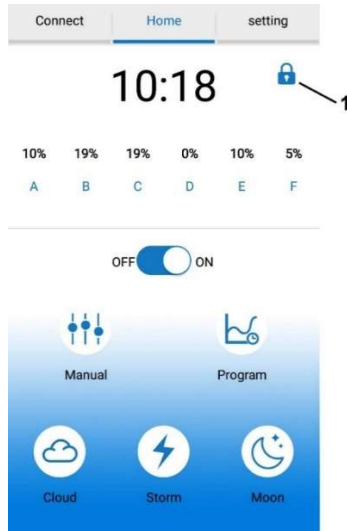 Connect Home setting
10:18
1
10% 19% 19% 0% 10% 5%
A B C D E F
OFF ON
Manual Program
Cloud Storm Moon